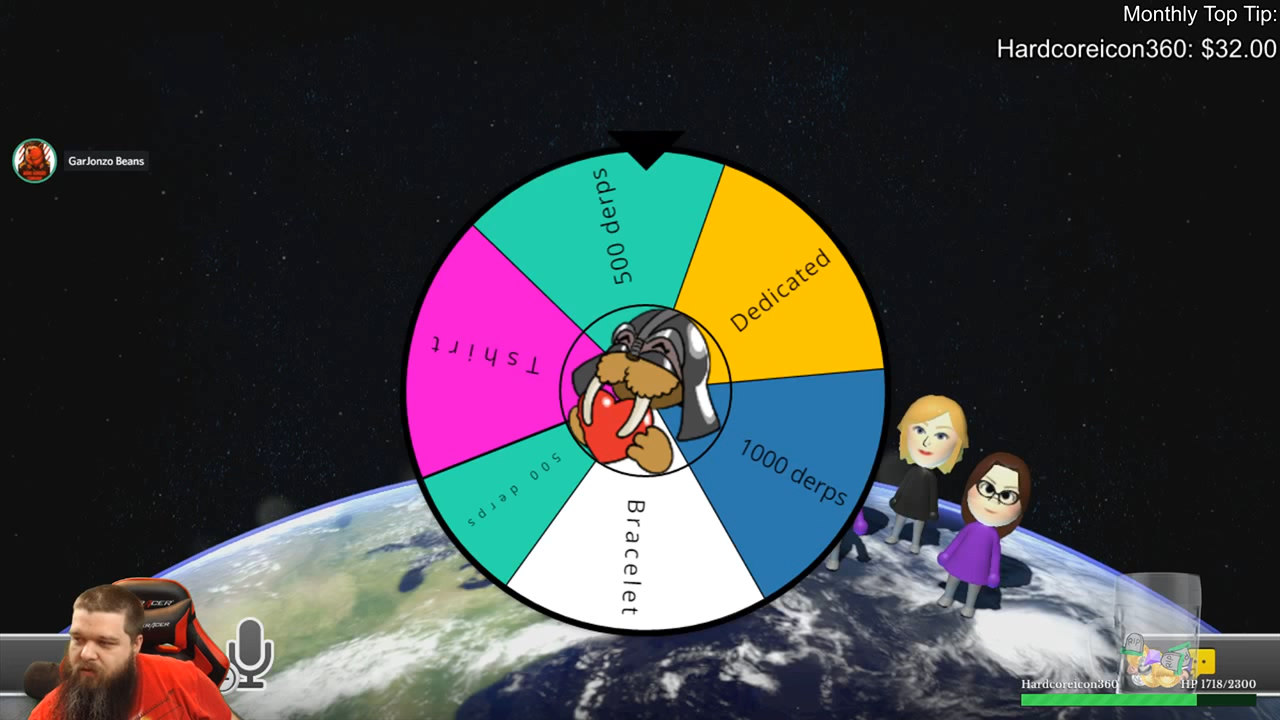 Monthly Top Tip:
Hardcoreicon360: $32.00
GarJonzo Beans
500 derps
Dedicated
Tshirt
1000 derps
500 derps
Bracelet
Hardcoreicon360
HP 1718/2300